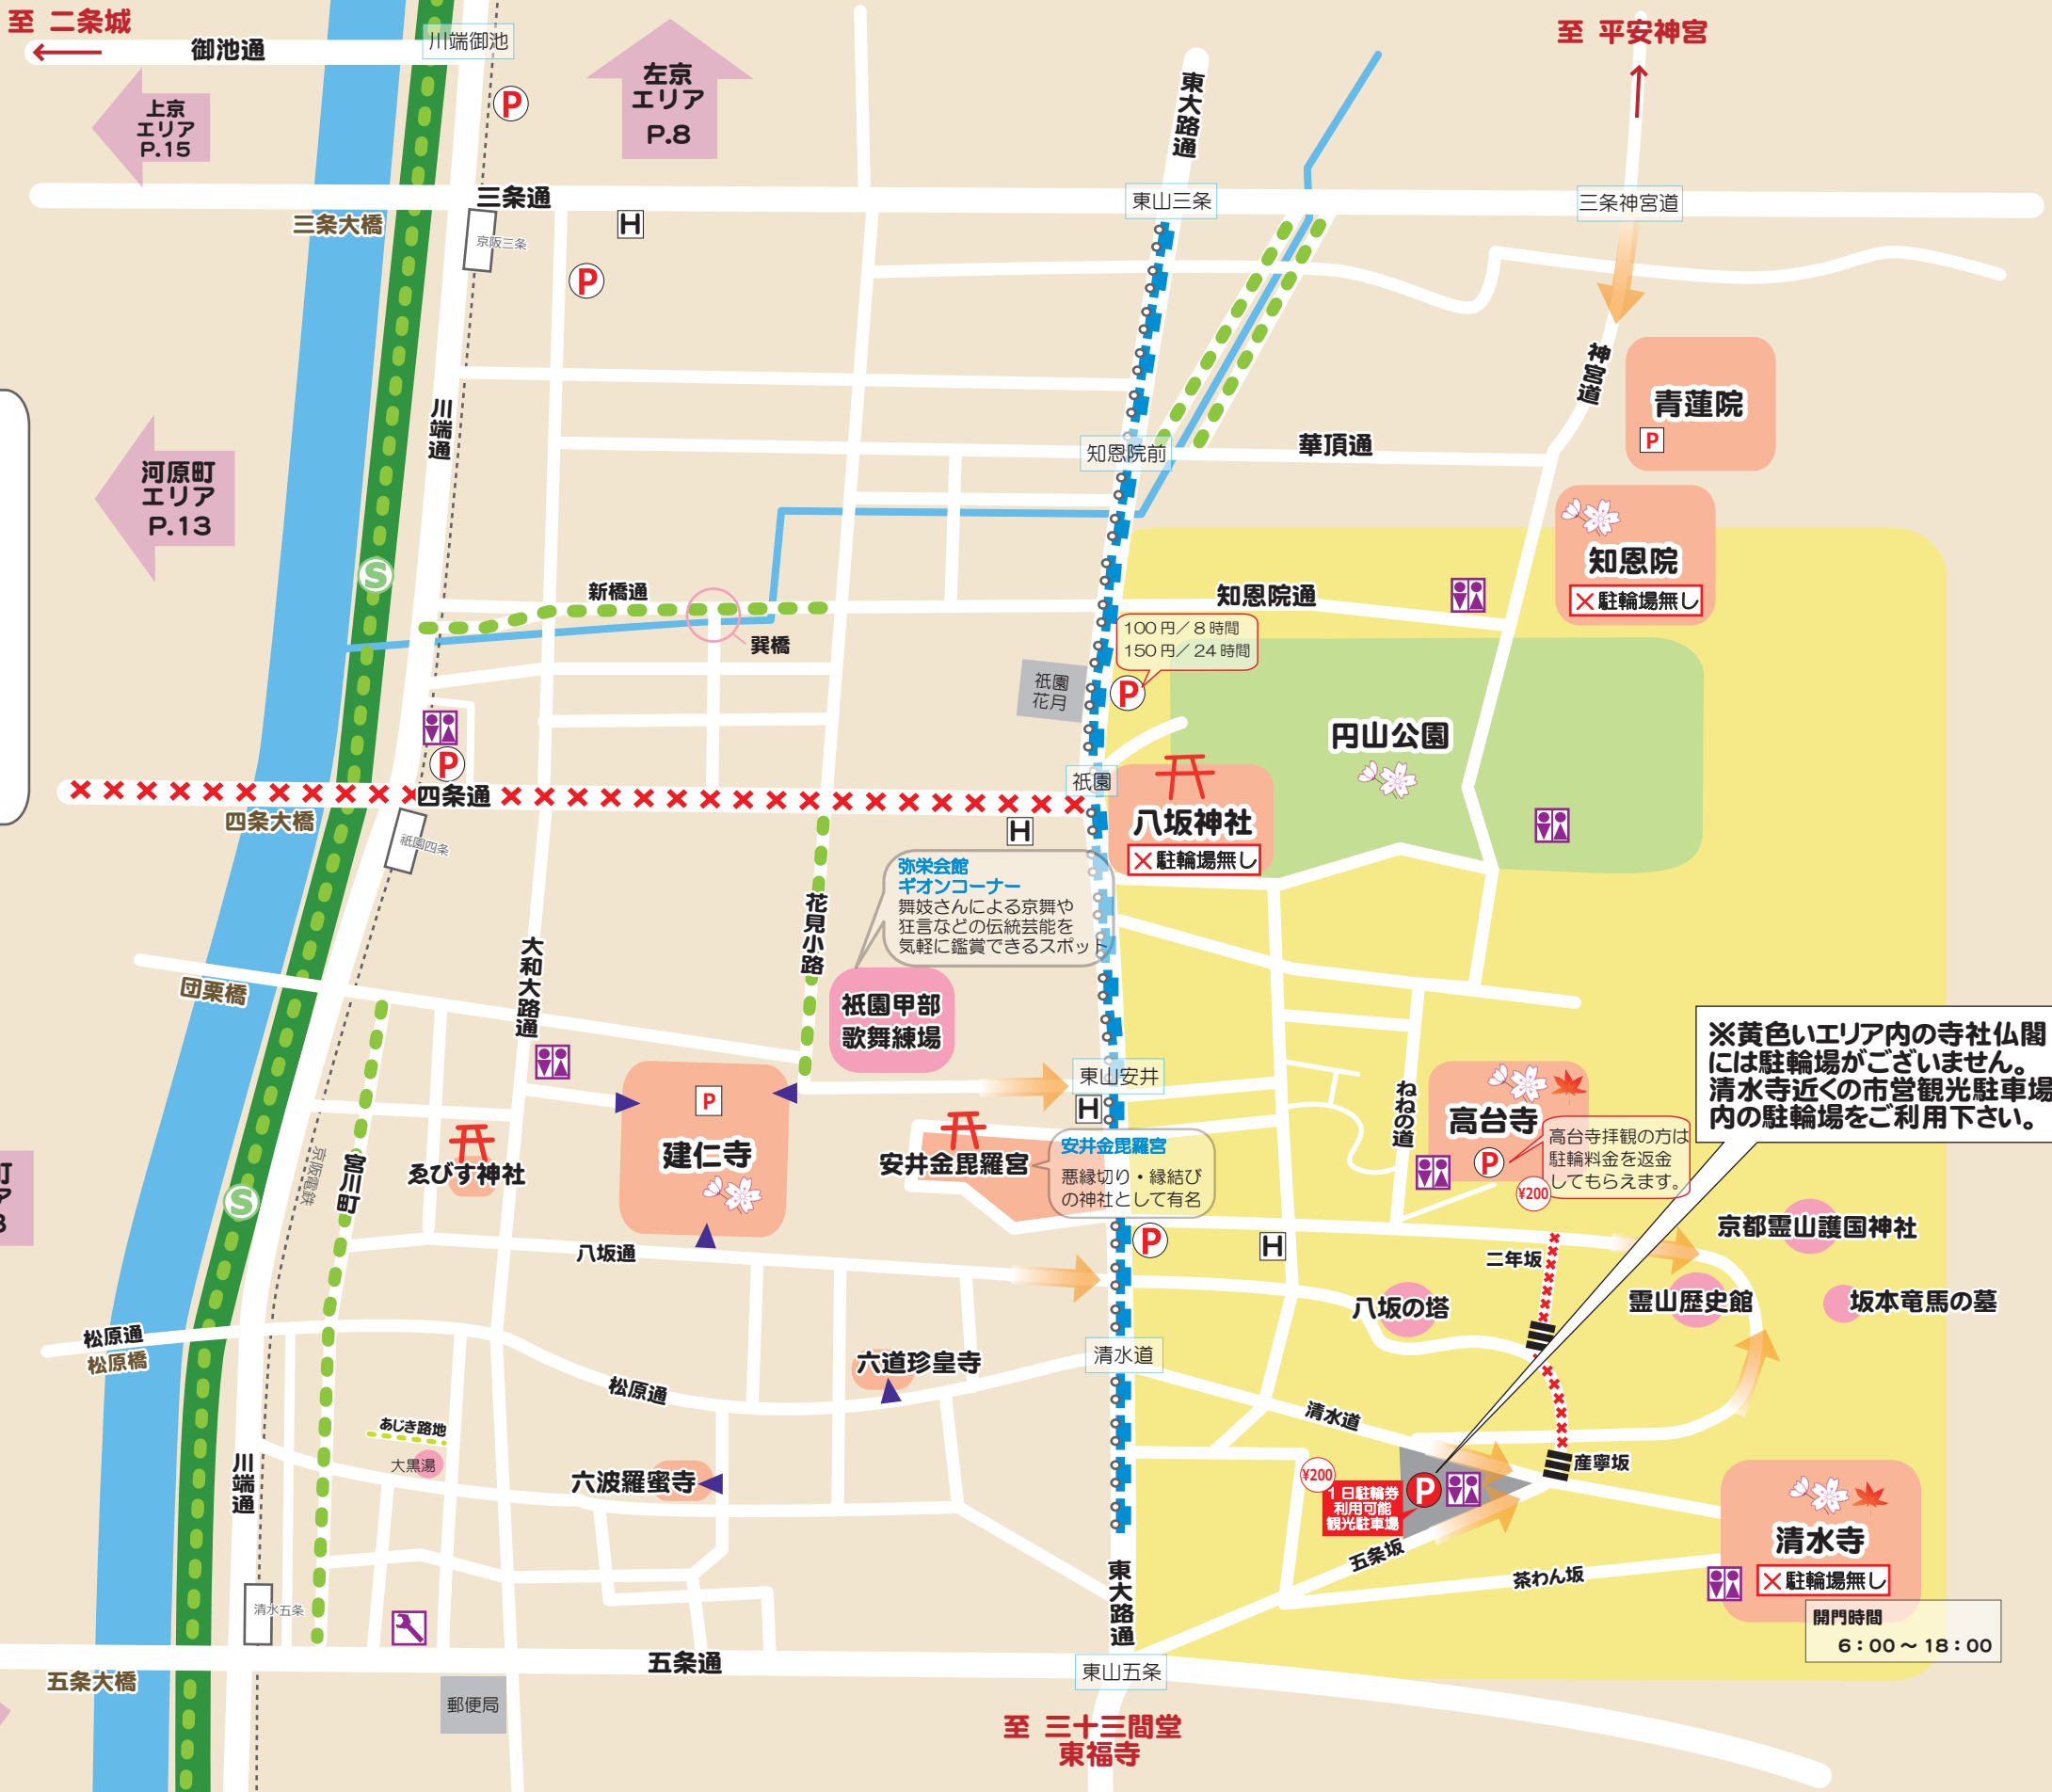 至 二条城
御池通
川端御池
P
左京
エリア
P.8
上京
エリア
P.15
東大路通
至 平安神宮
三条通
三条大橋
京阪三条
H
P
東山三条
三条神宮道
川端通
神宮道
青蓮院
P
河原町
エリア
P.13
知恩院前
華頂通
知恩院
×駐輪場無し
S
新橋通
巽橋
知恩院通
100円／8時間
150円／24時間
P
祇園
花月
円山公園
P
四条通
四条大橋
祇園四条
祇園
八坂神社
×駐輪場無し
H
弥栄会館
ギオンコーナー
舞妓さんによる京舞や
狂言などの伝統芸能を
気軽に鑑賞できるスポット
花見小路
大和大路通
団栗橋
祇園甲部
歌舞練場
※黄色いエリア内の寺社仏閣
には駐輪場がございません。
清水寺近くの市営観光駐車場
内の駐輪場をご利用下さい。
東山安井
H
P
建仁寺
ゑびす神社
京阪電鉄
宮川町
S
安井金毘羅宮
安井金毘羅宮
悪縁切り・縁結び
の神社として有名
ねねの道
高台寺
P
高台寺拝観の方は
駐輪料金を返金
してもらえます。
¥200
町
ア
3
京都霊山護国神社
P
H
八坂通
二年坂
八坂の塔
霊山歴史館
坂本竜馬の墓
松原通
松原橋
六道珍皇寺
清水道
松原通
清水道
あじき路地
大黒湯
川端通
六波羅蜜寺
産寧坂
¥200
1日駐輪券
利用可能
観光駐車場
P
清水寺
×駐輪場無し
五条坂
茶わん坂
開門時間
6：00～18：00
清水五条
東大路通
五条通
五条大橋
東山五条
郵便局
至 三十三間堂
東福寺